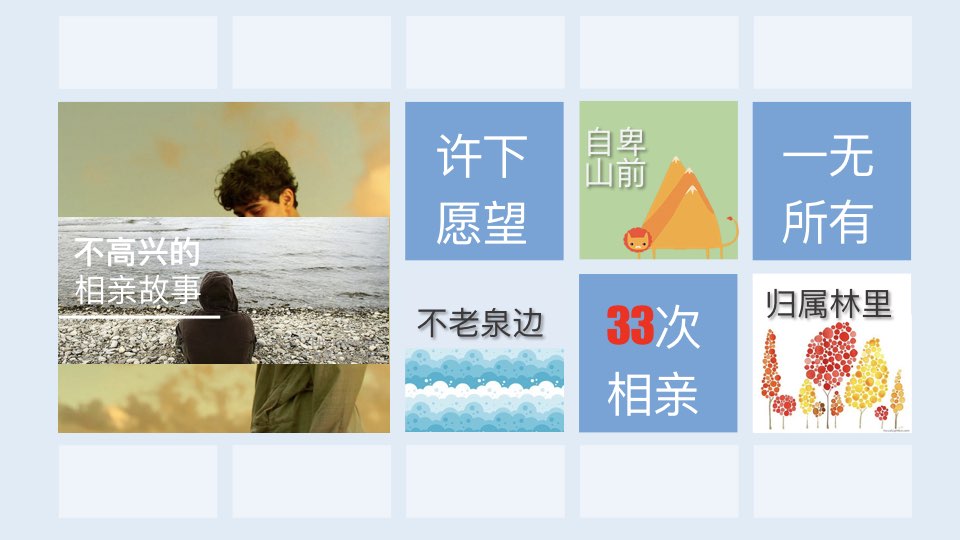 不高兴的
相亲故事
许下
愿望
自卑
山前
一无
所有
不老泉边
33次
相亲
归属林里